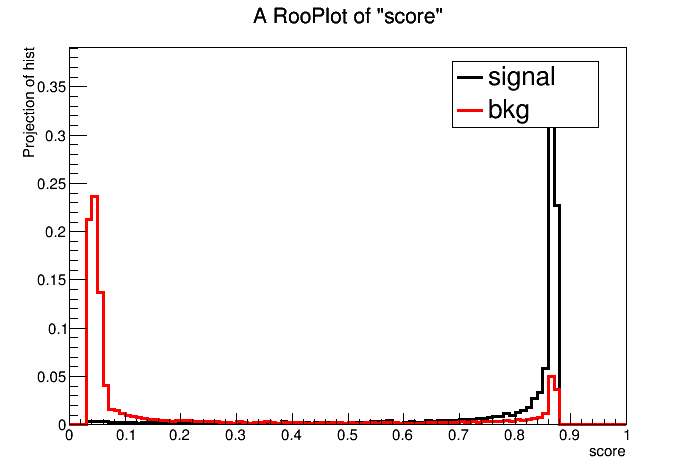 A RooPlot of "score"
Projection of hist
signal
bkg
0.35
0.3
0.25
0.2
0.15
0.1
0.05
0
0 0.1 0.2 0.3 0.4 0.5 0.6 0.7 0.8 0.9 1
score